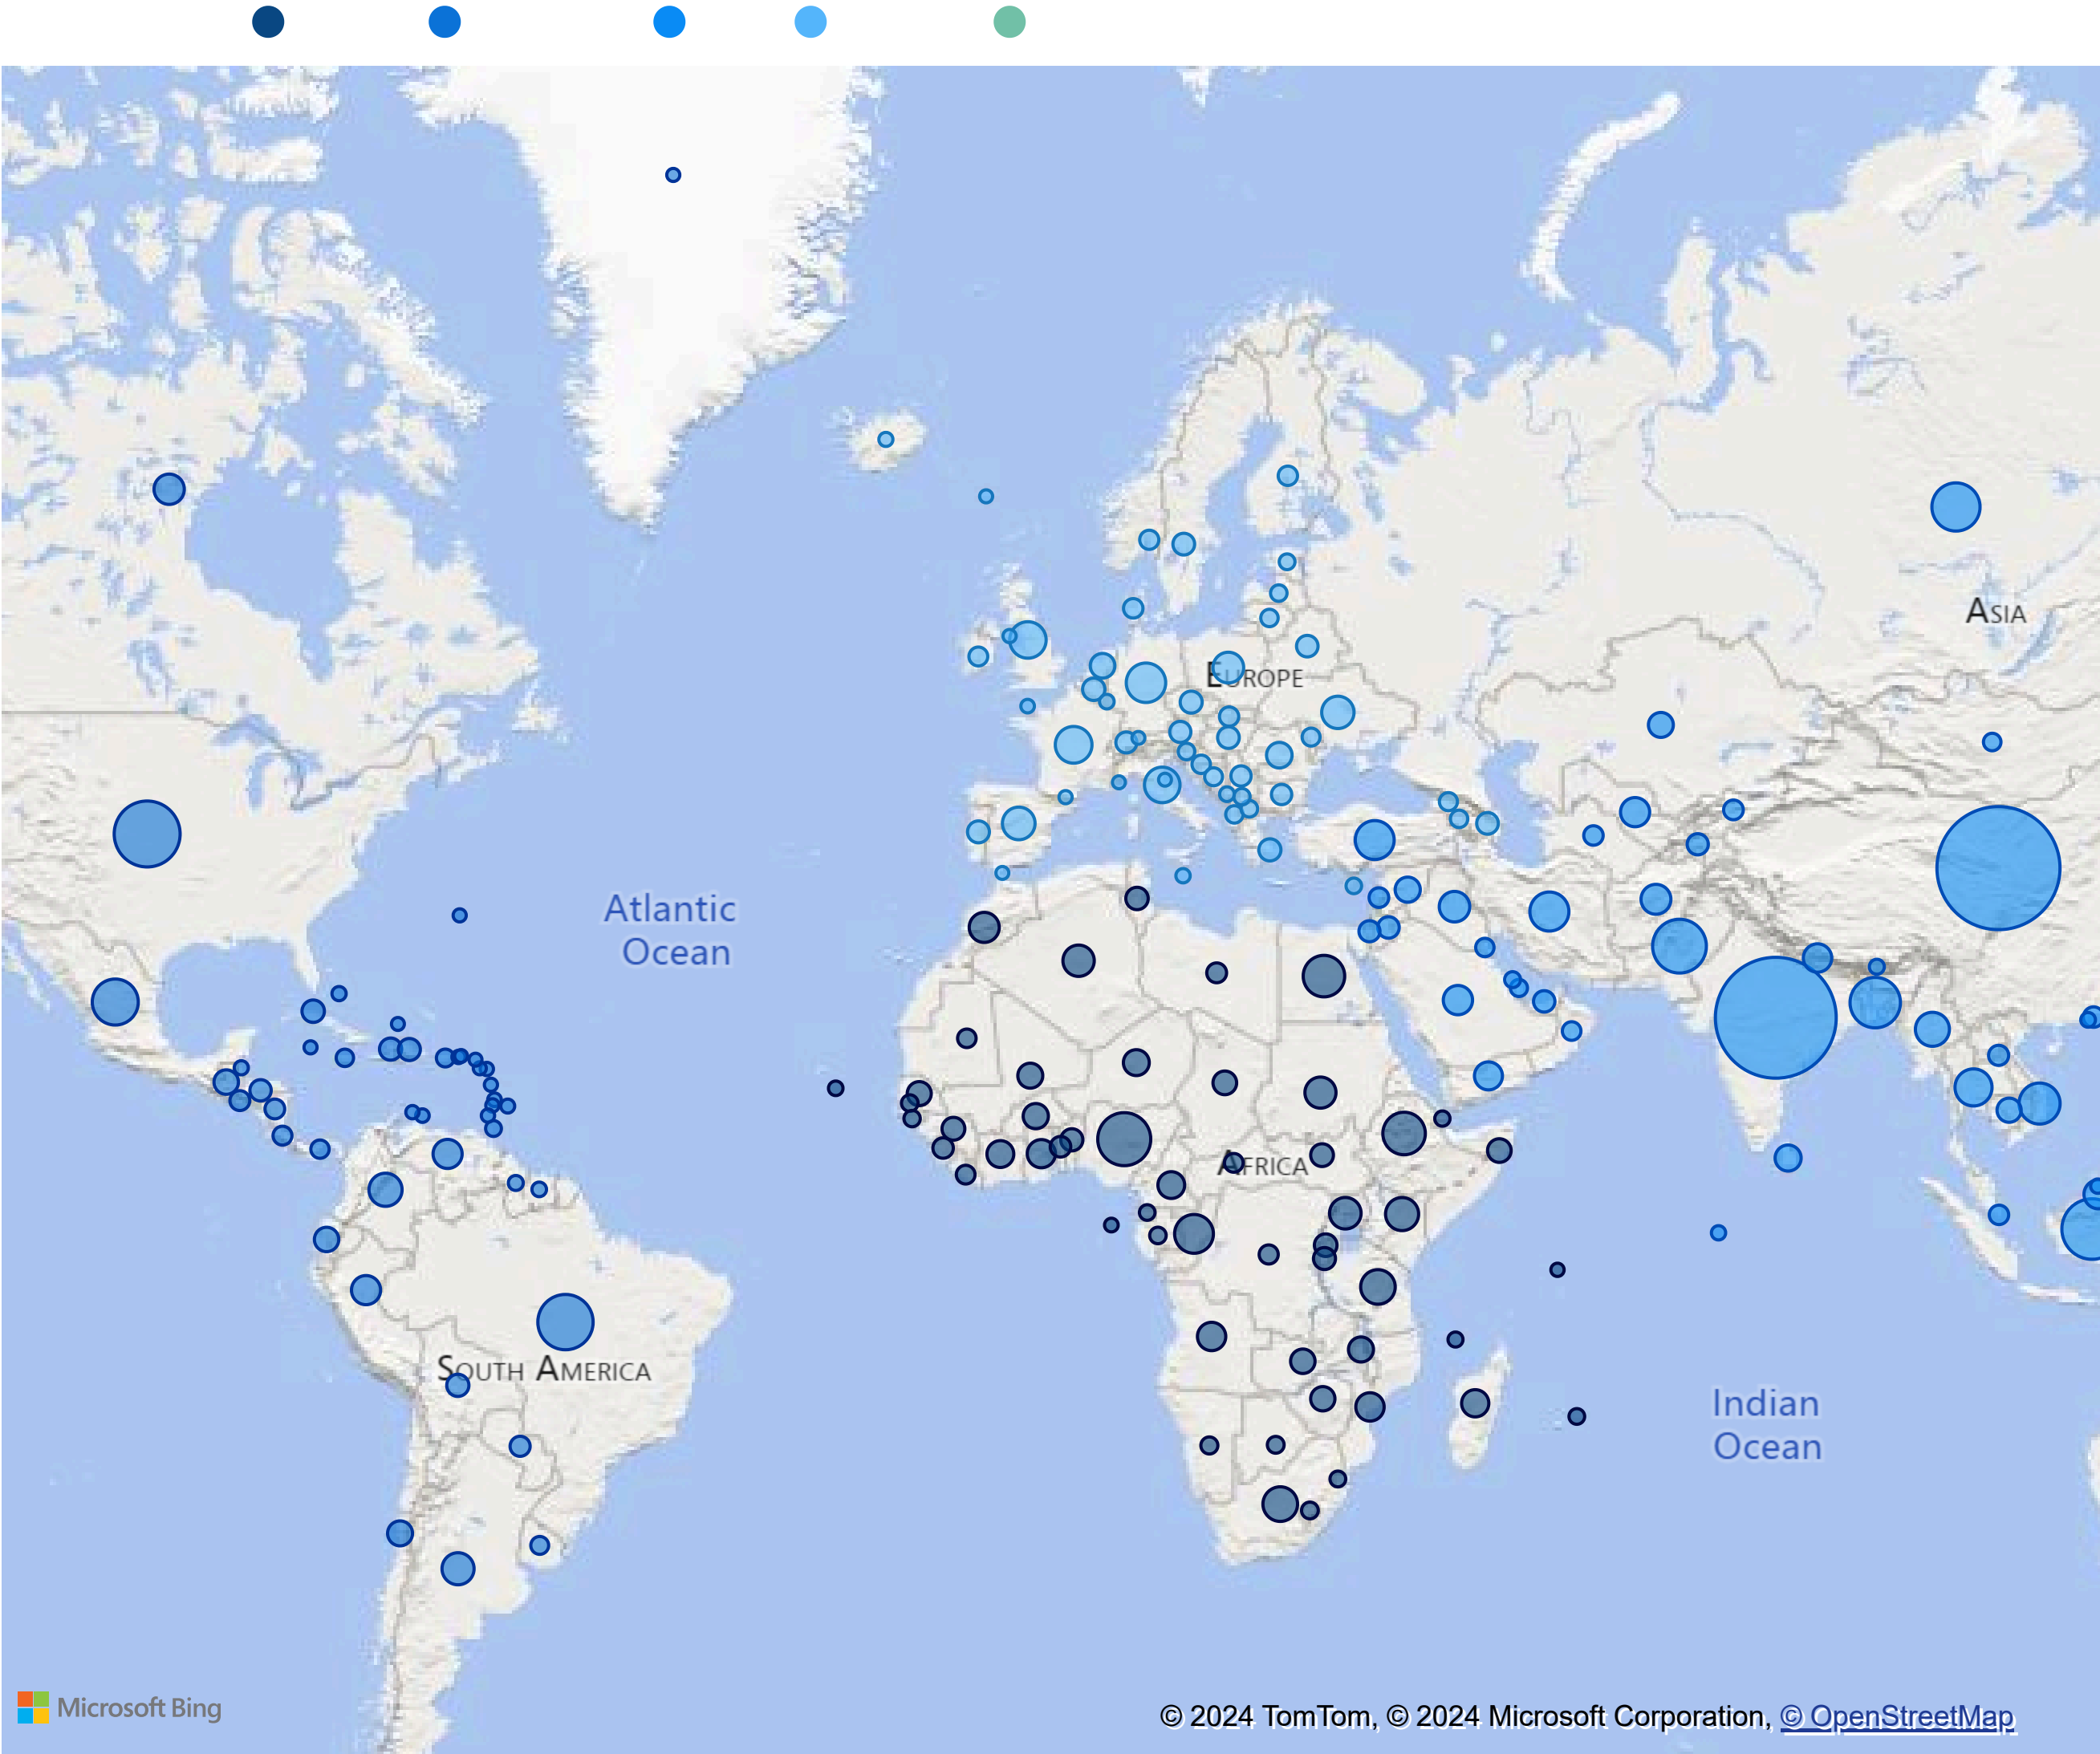 ASIA
EUROPE
Atlantic
Ocean
AFRICA
SOUTH AMERICA
Indian
Ocean
Microsoft Bing
© 2024 TomTom, © 2024 Microsoft Corporation, © OpenStreetMap